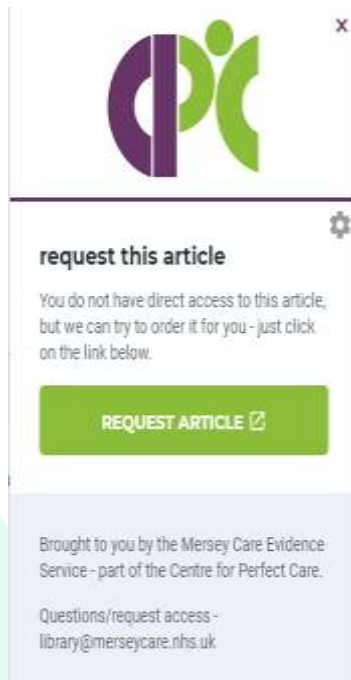 x
CPC
request this article
You do not have direct access to this article,
but we can try to order it for you - just click
on the link below.
REQUEST ARTICLE
Brought to you by the Mersey Care Evidence
Service - part of the Centre for Perfect Care.
Questions/request access -
library@merseycare.nhs.uk